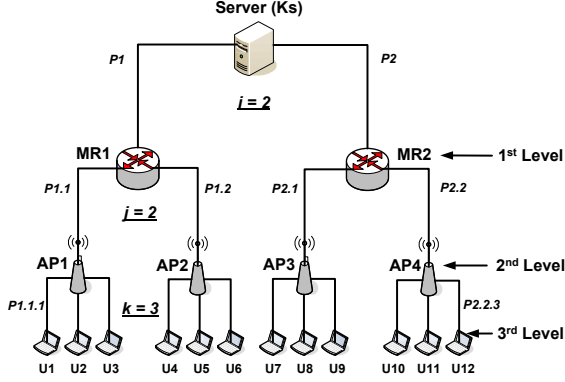 Server (Ks)
P1
P2
j = 2
MR1
MR2
1st Level
P1.1
P1.2
P2.1
P2.2
j = 2
AP1
AP2
AP3
AP4
2nd Level
P1.1.1
k = 3
P2.2.3
3rd Level
U1 U2 U3 U4 U5 U6 U7 U8 U9 U10 U11 U12